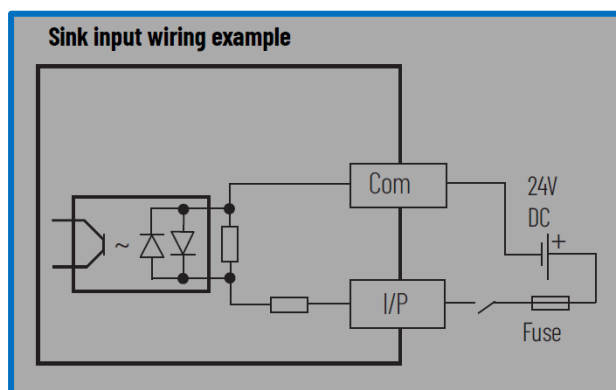 Sink input wiring example
Com
24V
DC
+
~
I/P
Fuse